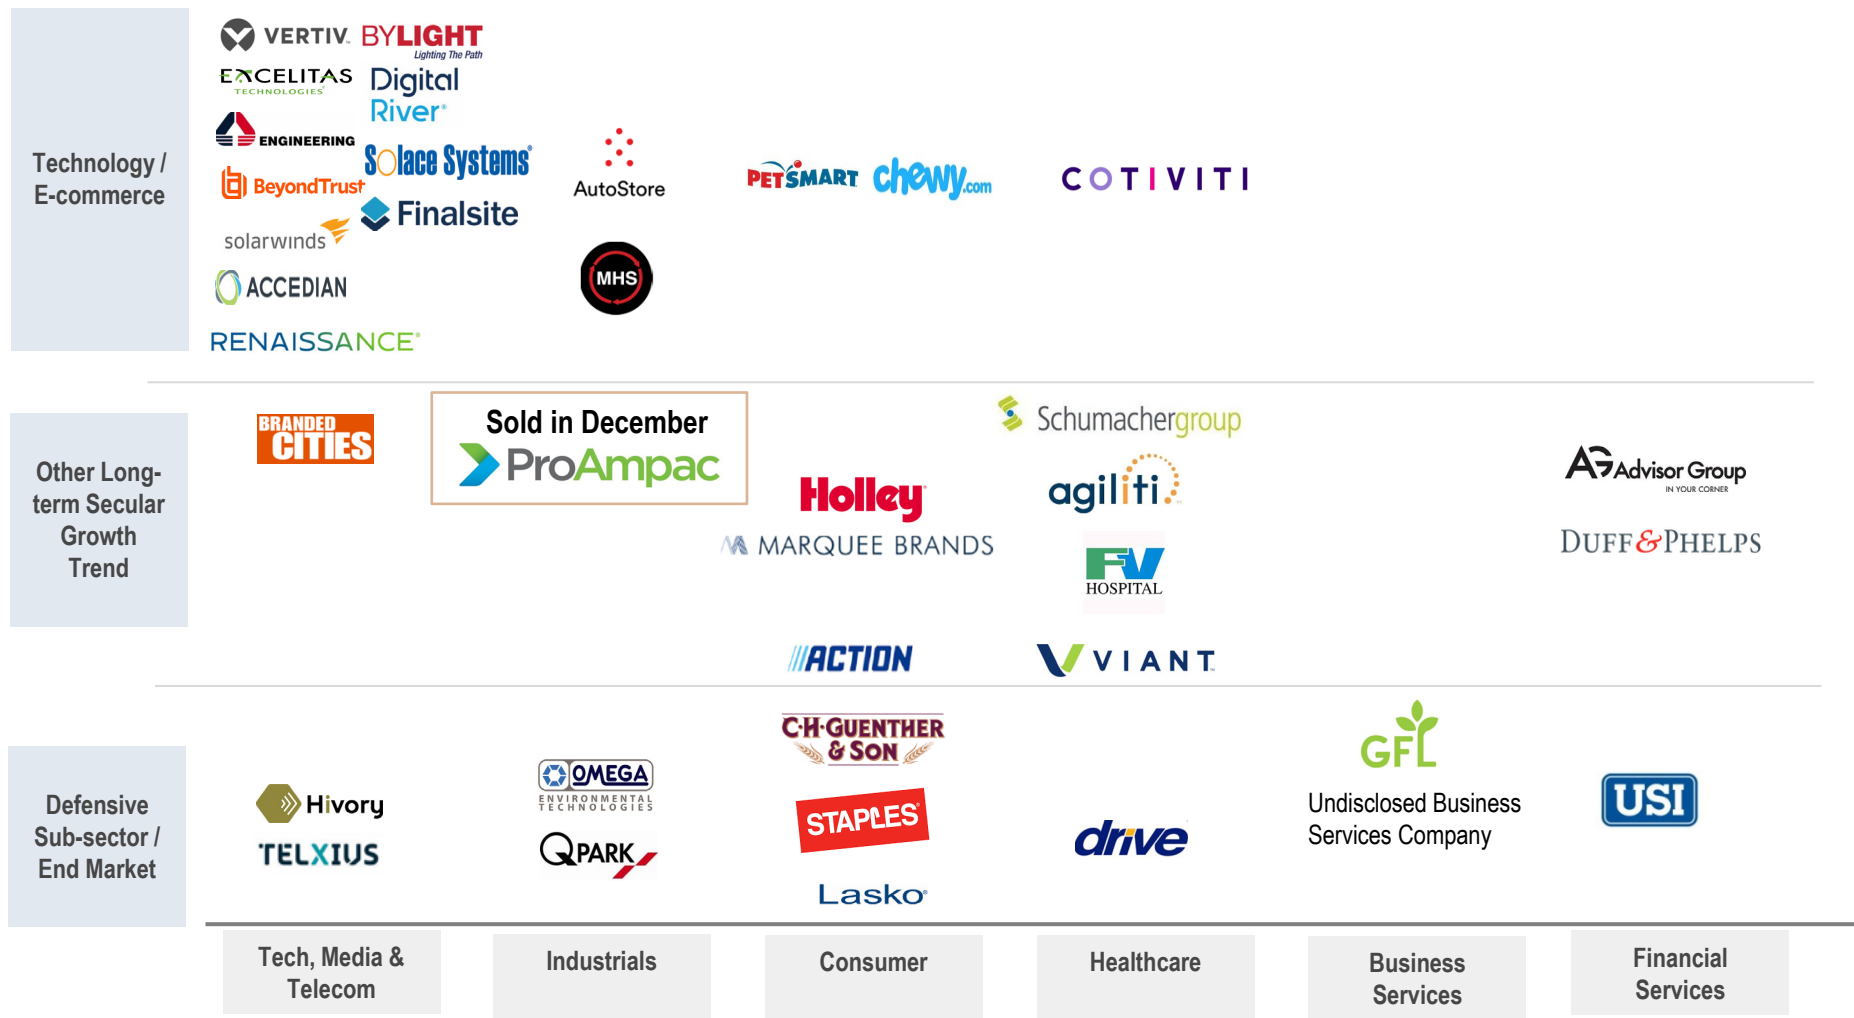 Technology /
E-commerce
VERTIV.
BYLIGHT
Lighting The Path
EXCELITAS
TECHNOLOGIES®
Digital
River®
ENGINEERING
Solace Systems®
BeyondTrust
Finalsite
solarwinds
ACCEDIAN
RENAISSANCE®
AutoStore
MHS
PETSMART
chewy.com
COTIVITI
Other Long-
term Secular
Growth
Trend
BRANDED
CITIES
Sold in December
ProAmpac
Holley
MARQUEE BRANDS
ACTION
Schumachergroup
agiliti
FV
HOSPITAL
VIANT
AG Advisor Group
IN YOUR CORNER
DUFF&PHELPS
Defensive
Sub-sector /
End Market
Hivory
TELXIUS
OMEGA
ENVIRONMENTAL
TECHNOLOGIES
Q PARK
C·H·GUENTHER
& SON
STAPLES
Lasko®
drive
GFL
Undisclosed Business
Services Company
USI
Tech, Media &
Telecom
Industrials
Consumer
Healthcare
Business
Services
Financial
Services